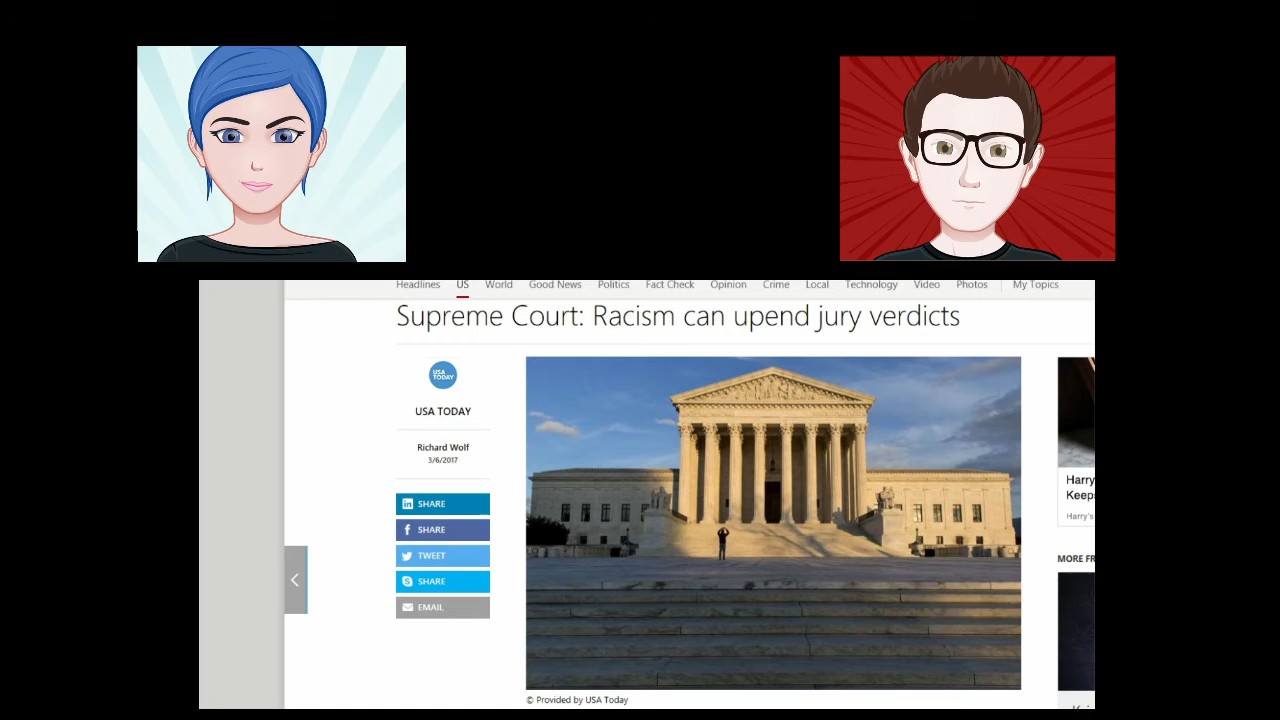 Headlines US World Good News Politics Fact Check Opinion Crime Local Technology Video Photos My Topics
Supreme Court: Racism can upend jury verdicts
USA
TODAY
USA TODAY
Richard Wolf
3/6/2017
in SHARE
f SHARE
TWEET
SHARE
EMAIL
© Provided by USA Today
Harry
Keeps
Harry's
MORE FR